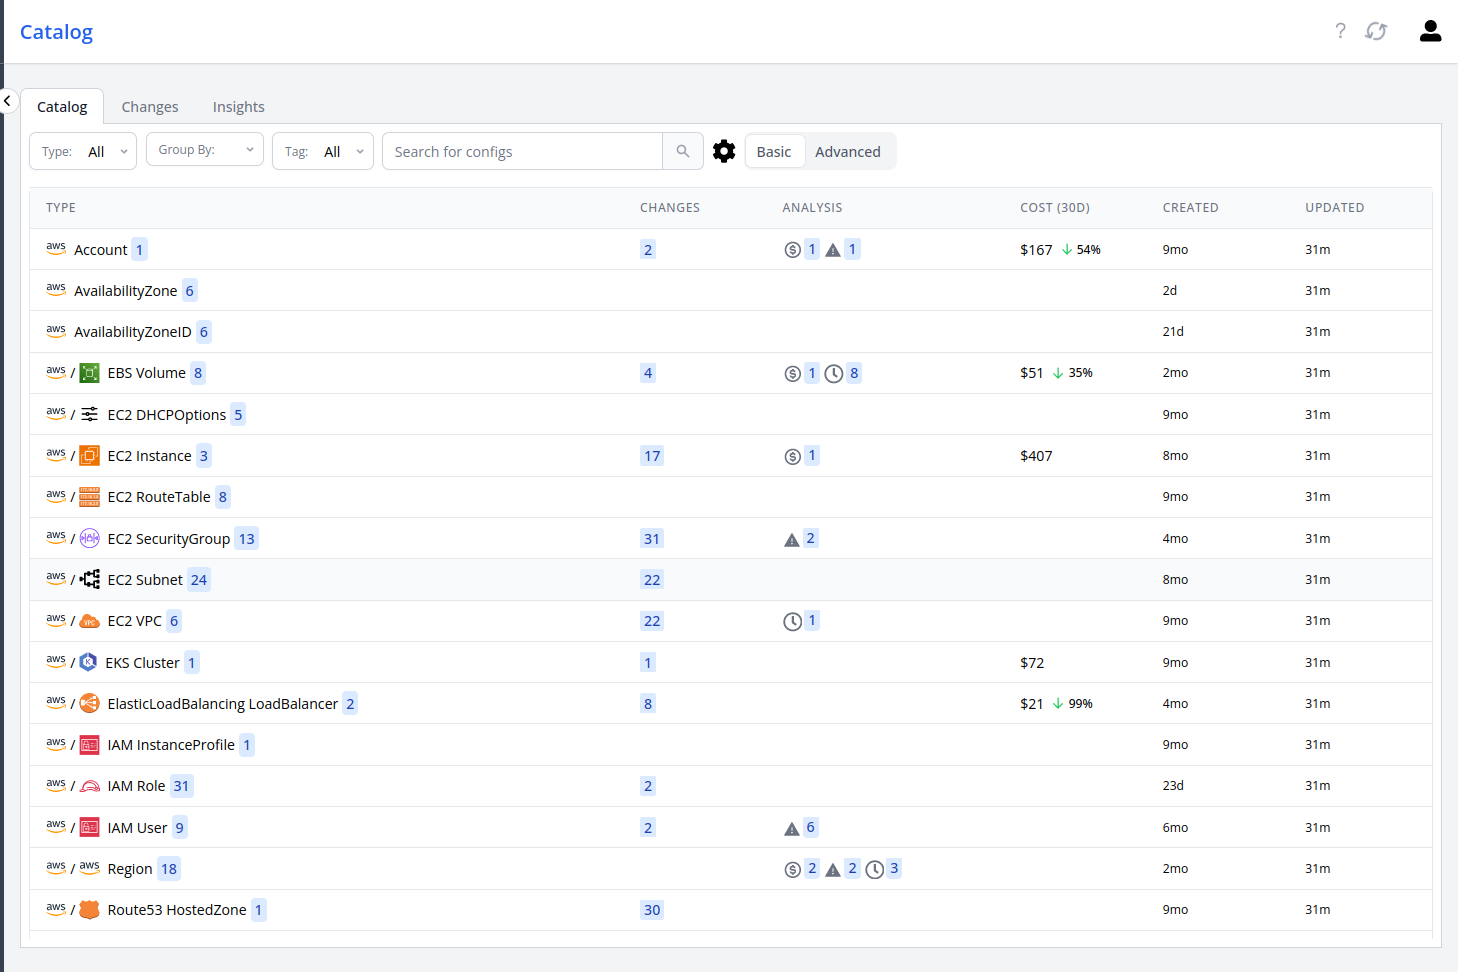 Catalog
?
Catalog Changes Insights
Type: All Group By: Tag: All Search for configs Basic Advanced
TYPE CHANGES ANALYSIS COST (30D) CREATED UPDATED
aws Account 1 2 $ 1 1 $167 ↓ 54% 9mo 31m
aws AvailabilityZone 6 2d 31m
aws AvailabilityZoneID 6 21d 31m
aws / EBS Volume 8 4 $ 1 8 $51 ↓ 35% 2mo 31m
aws / EC2 DHCPOptions 5 9mo 31m
aws / EC2 Instance 3 17 $ 1 $407 8mo 31m
aws / EC2 RouteTable 8 9mo 31m
aws / EC2 SecurityGroup 13 31 2 4mo 31m
aws / EC2 Subnet 24 22 8mo 31m
aws / VPC EC2 VPC 6 22 1 9mo 31m
aws / K EKS Cluster 1 1 $72 9mo 31m
aws / ElasticLoadBalancing LoadBalancer 2 8 $21 ↓ 99% 4mo 31m
aws / IAM InstanceProfile 1 9mo 31m
aws / IAM Role 31 2 23d 31m
aws / IAM User 9 2 6 6mo 31m
aws / aws Region 18 $ 2 2 3 2mo 31m
aws / Route53 HostedZone 1 30 9mo 31m